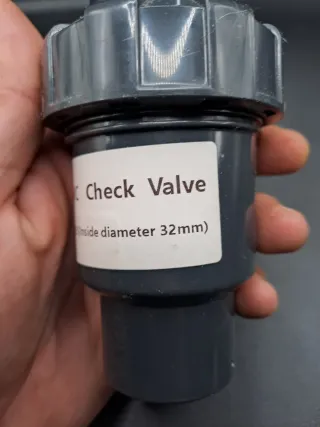 C Check Valve
(Inside diameter 32mm)